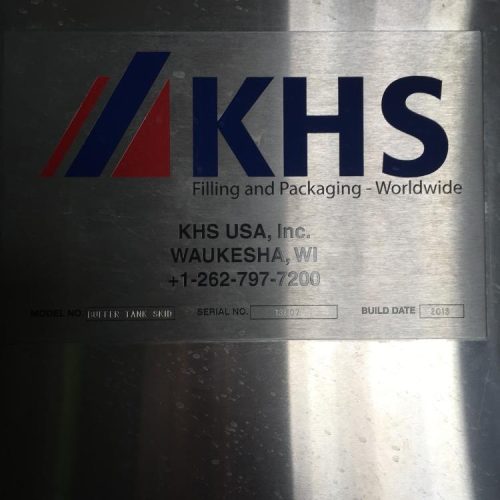 KHS
Filling and Packaging - Worldwide
KHS USA, Inc.
WAUKESHA, WI
+1-262-797-7200
MODEL NO. BUFFER TANK SKID SERIAL NO. BUILD DATE 2013